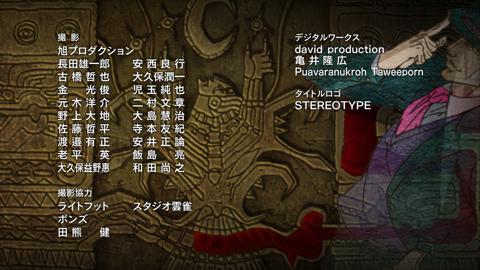 撮 影
旭プロダクション
長田雄一郎 安西良行
古橋哲也 大久保潤一
金 光俊 児玉純也
元木洋介 二村文章
野上大地 大島慧治
佐藤哲平 寺本友紀
渡邉有正 安井正諭
老平 英 飯島 亮
大久保益野惠 和田尚之
撮影協力
ライトフット スタジオ雲雀
ボンズ
田熊 健
デジタルワークス
david production
亀井隆広
Puavaranukroh Taweeporn
タイトルロゴ
STEREOTYPE